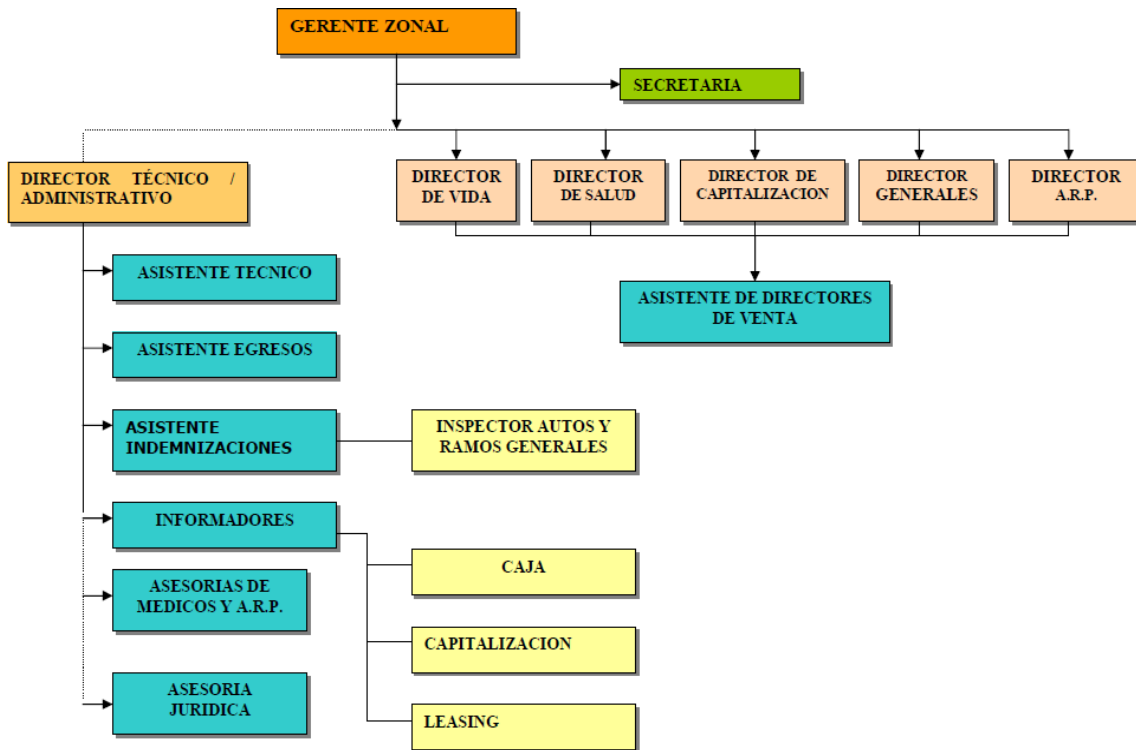 GERENTE ZONAL
SECRETARIA
DIRECTOR TÉCNICO /
ADMINISTRATIVO
DIRECTOR
DE VIDA
DIRECTOR
DE SALUD
DIRECTOR DE
CAPITALIZACION
DIRECTOR
GENERALES
DIRECTOR
A.R.P.
ASISTENTE TECNICO
ASISTENTE DE DIRECTORES
DE VENTA
ASISTENTE EGRESOS
ASISTENTE
INDEMNIZACIONES
INSPECTOR AUTOS Y
RAMOS GENERALES
INFORMADORES
CAJA
ASESORIAS DE
MEDICOS Y A.R.P.
CAPITALIZACION
ASESORIA
JURIDICA
LEASING